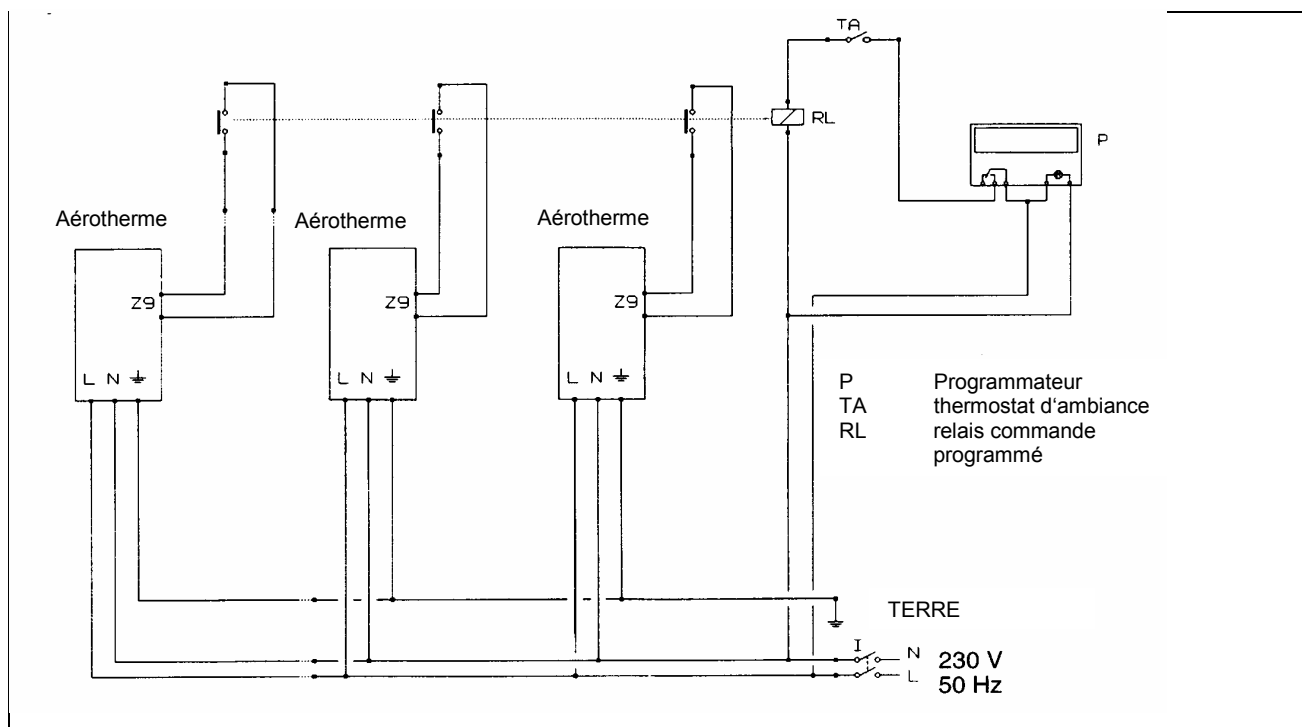 TA
RL
P
Aérotherme
Aérotherme
Aérotherme
Z9
Z9
Z9
L N
L N
L N
P Programmateur
TA thermostat d‘ambiance
RL relais commande
programmé
TERRE
I
N 230 V
L 50 Hz